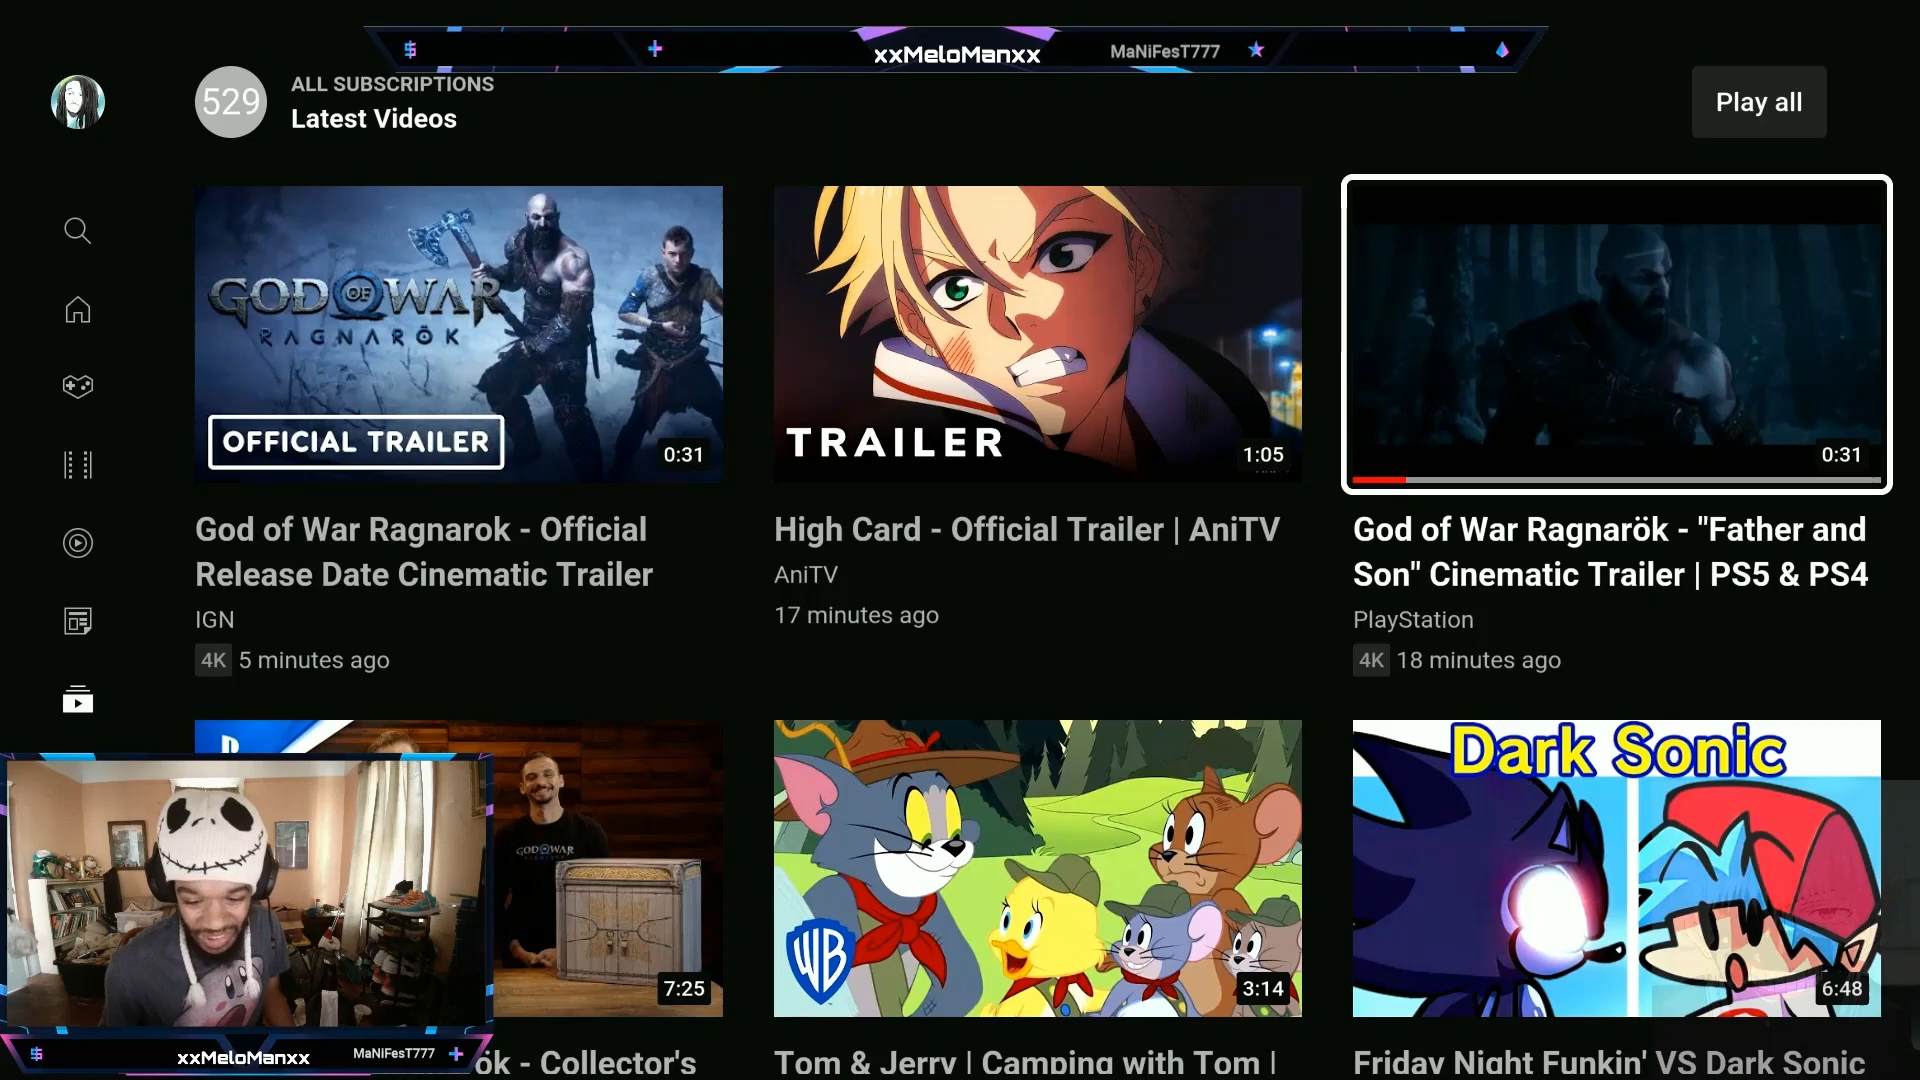 xxMeloManxx
MaNiFesT777
529
ALL SUBSCRIPTIONS
Latest Videos
Play all
GOD OF WAR
RAGNARÖK
OFFICIAL TRAILER
0:31
TRAILER
1:05
0:31
God of War Ragnarok - Official
Release Date Cinematic Trailer
IGN
4K 5 minutes ago
High Card - Official Trailer | AniTV
AniTV
17 minutes ago
God of War Ragnarök - "Father and
Son" Cinematic Trailer | PS5 & PS4
PlayStation
4K 18 minutes ago
GOD OF WAR
7:25
WB
3:14
Dark Sonic
6:48
xxMeloManxx
MaNiFesT777
ök - Collector's
Tom & Jerry | Camping with Tom |
Friday Night Funkin' VS Dark Sonic